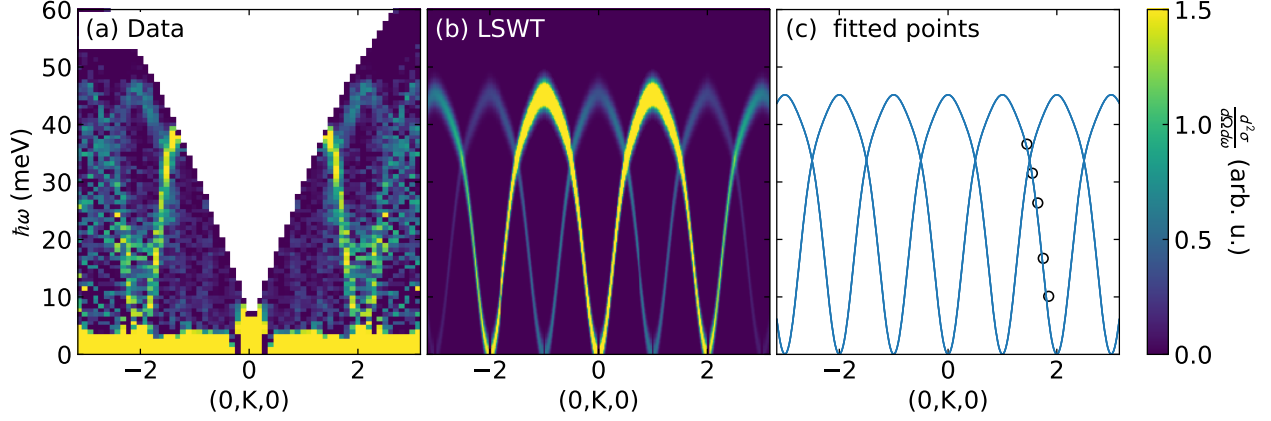 (a) Data
(b) LSWT
(c) fitted points
60
50
40
30
20
10
0
ħω (meV)
−2
0
2
(0,K,0)
−2
0
2
(0,K,0)
−2
0
2
(0,K,0)
1.5
1.0
0.5
0.0
d²σ/dΩdω (arb. u.)